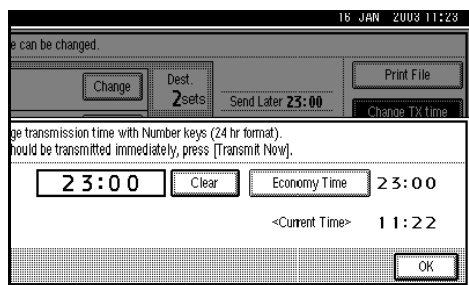 16 JAN 2003 11:23
e can be changed.
Change
Dest.
2sets
Send Later 23:00
Print File
Change TX time
ge transmission time with Number keys (24 hr format).
hould be transmitted immediately, press [Transmit Now].
23:00 Clear Economy Time 23:00
<Current Time> 11:22
OK